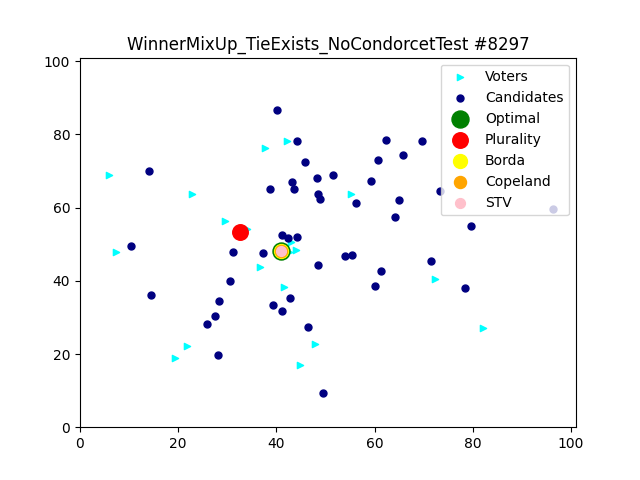 WinnerMixUp_TieExists_NoCondorcetTest #8297
100
80
60
40
20
0
0 20 40 60 80 100
Voters
Candidates
Optimal
Plurality
Borda
Copeland
STV